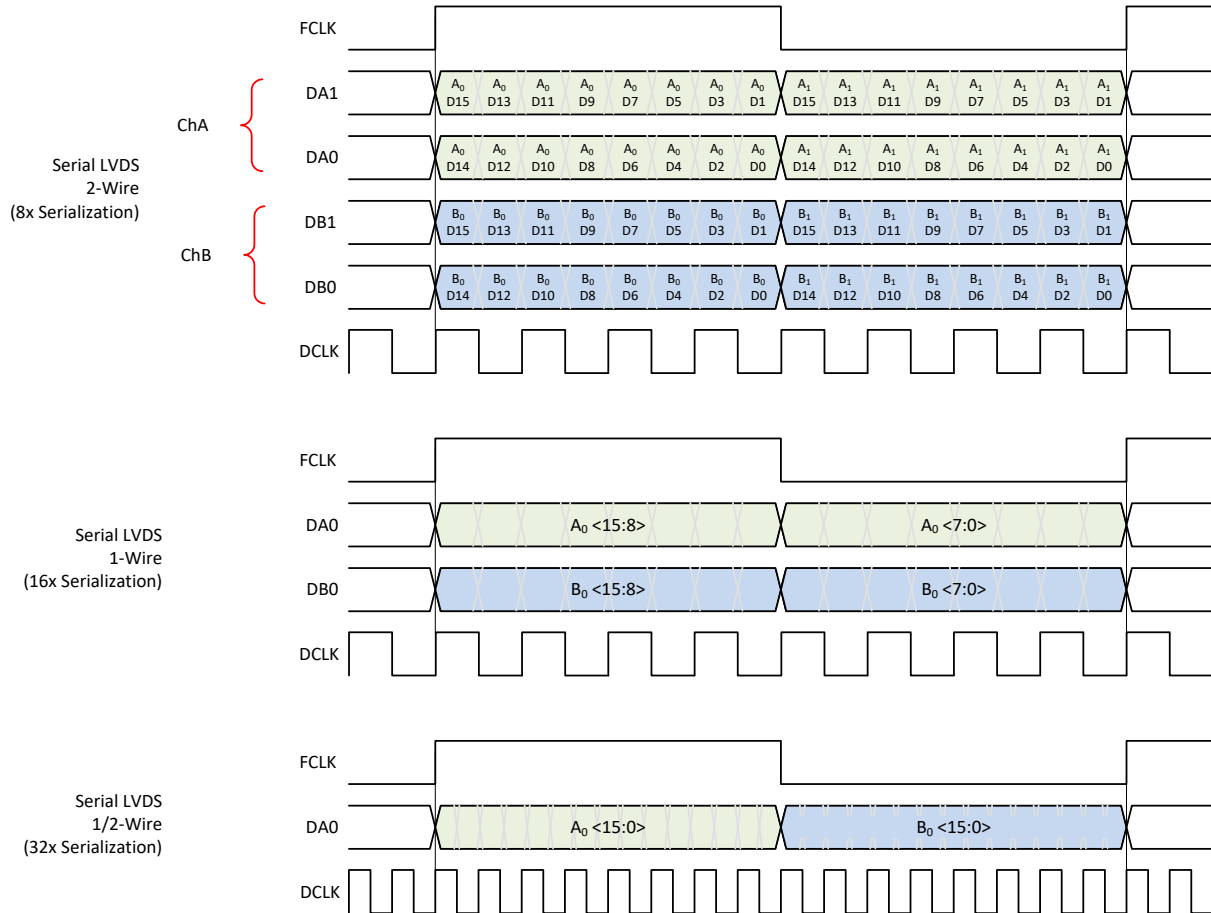 FCLK
DA1
A0 A0 A0 A0 A0 A0 A0 A0 A1 A1 A1 A1 A1 A1 A1 A1
D15 D13 D11 D9 D7 D5 D3 D1 D15 D13 D11 D9 D7 D5 D3 D1
ChA
DA0
A0 A0 A0 A0 A0 A0 A0 A0 A1 A1 A1 A1 A1 A1 A1 A1
D14 D12 D10 D8 D6 D4 D2 D0 D14 D12 D10 D8 D6 D4 D2 D0
Serial LVDS
2-Wire
(8x Serialization)
DB1
B0 B0 B0 B0 B0 B0 B0 B0 B1 B1 B1 B1 B1 B1 B1 B1
D15 D13 D11 D9 D7 D5 D3 D1 D15 D13 D11 D9 D7 D5 D3 D1
ChB
DB0
B0 B0 B0 B0 B0 B0 B0 B0 B1 B1 B1 B1 B1 B1 B1 B1
D14 D12 D10 D8 D6 D4 D2 D0 D14 D12 D10 D8 D6 D4 D2 D0
DCLK
FCLK
DA0 A0 <15:8> A0 <7:0>
Serial LVDS
1-Wire
(16x Serialization)
DB0 B0 <15:8> B0 <7:0>
DCLK
FCLK
Serial LVDS
1/2-Wire
(32x Serialization)
DA0 A0 <15:0> B0 <15:0>
DCLK